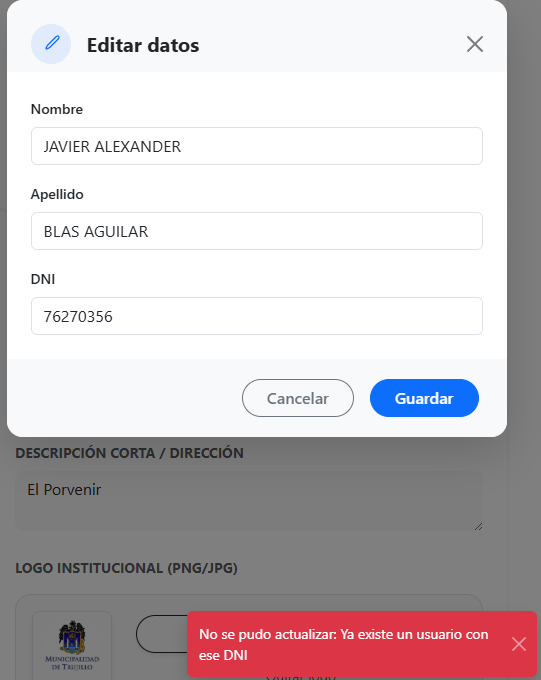 Editar datos
Nombre
JAVIER ALEXANDER
Apellido
BLAS AGUILAR
DNI
76270356
Cancelar
Guardar
DESCRIPCIÓN CORTA / DIRECCIÓN
El Porvenir
LOGO INSTITUCIONAL (PNG/JPG)
MUNICIPALIDAD
DE TRUJILLO
No se pudo actualizar: Ya existe un usuario con
ese DNI